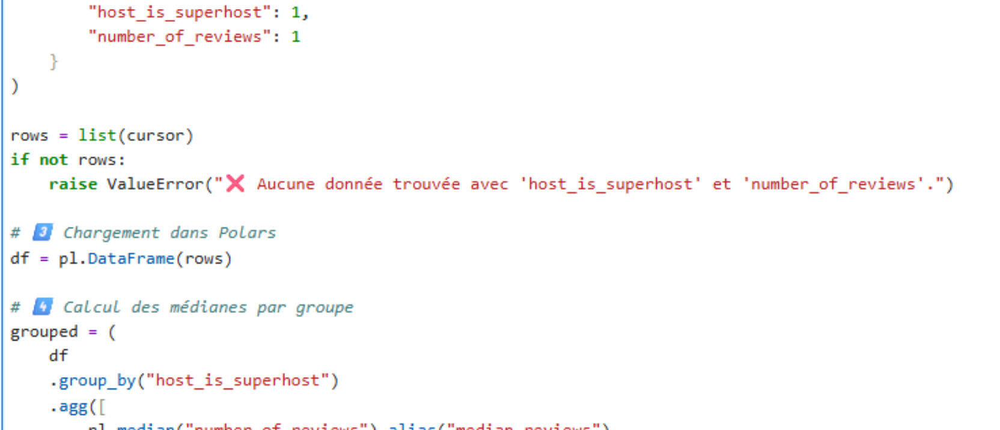 "host_is_superhost": 1,
"number_of_reviews": 1
}
)
rows = list(cursor)
if not rows:
raise ValueError("❌ Aucune donnée trouvée avec 'host_is_superhost' et 'number_of_reviews'.")
# 3️⃣ Chargement dans Polars
df = pl.DataFrame(rows)
# 4️⃣ Calcul des médianes par groupe
grouped = (
df
.group_by("host_is_superhost")
.agg([
pl.median("number_of_reviews").alias("median_reviews")